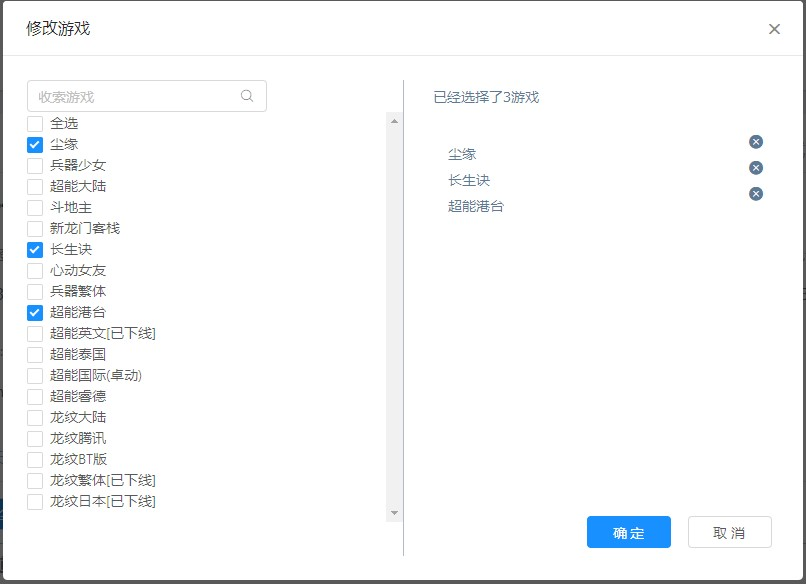 修改游戏
收索游戏
全选
尘缘
兵器少女
超能大陆
斗地主
新龙门客栈
长生诀
心动女友
兵器繁体
超能港台
超能英文[已下线]
超能泰国
超能国际(卓动)
超能睿德
龙纹大陆
龙纹腾讯
龙纹BT版
龙纹繁体[已下线]
龙纹日本[已下线]
已经选择了3游戏
尘缘
长生诀
超能港台
确定
取消